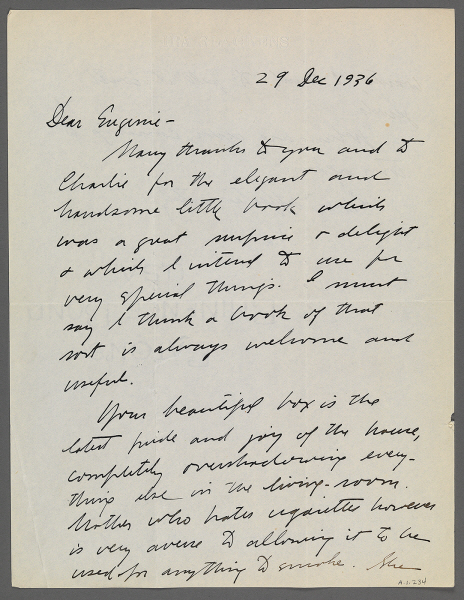 29 Dec 1936
Dear Eugenie-
Many thanks to you and to
Charlie for the elegant and
handsome little book which
was a great surprise & delight
& which I intend to use for
very special things. I must
say I think a book of that
sort is always welcome and
useful.
Your beautiful box is the
latest pride and joy of the house,
completely overshadowing every-
thing else in the living-room.
Mother who hates cigarettes however
is very averse to allowing it to be
used for anything to smoke. She
A.1.234